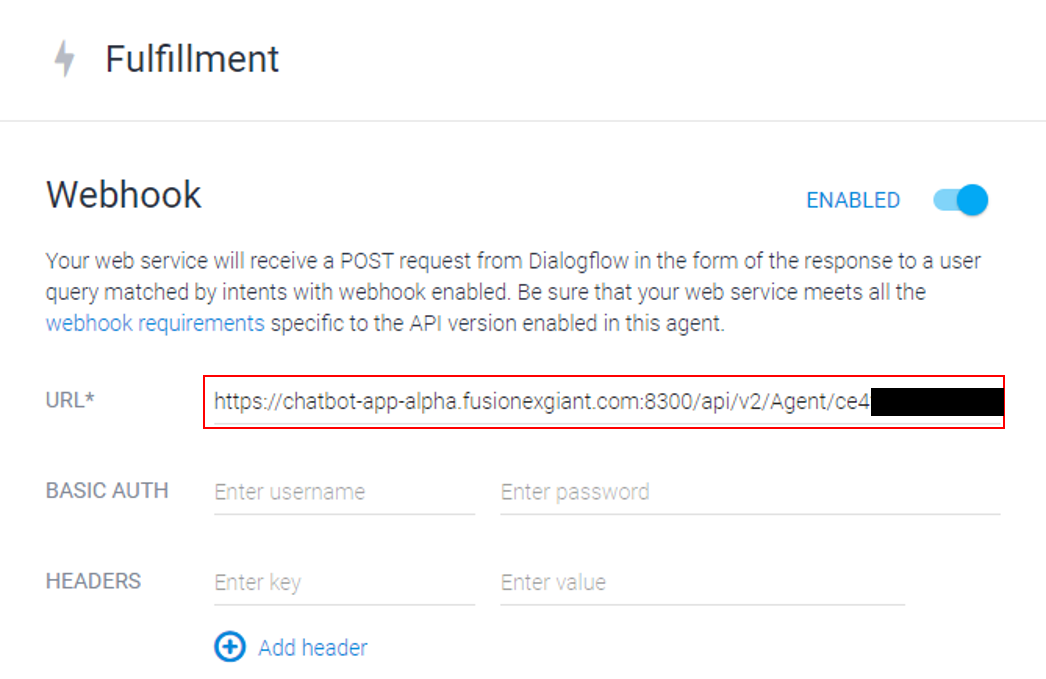 Fulfillment
Webhook
ENABLED
Your web service will receive a POST request from Dialogflow in the form of the response to a user
query matched by intents with webhook enabled. Be sure that your web service meets all the
webhook requirements specific to the API version enabled in this agent.
URL* https://chatbot-app-alpha.fusionexgiant.com:8300/api/v2/Agent/ce4
BASIC AUTH Enter username Enter password
HEADERS Enter key Enter value
Add header